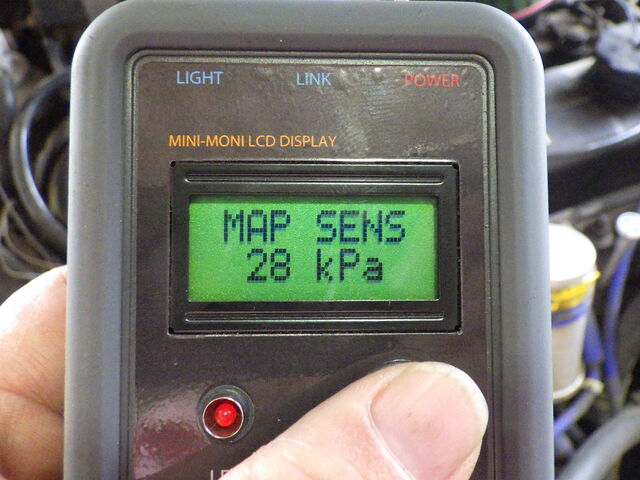 LIGHT LINK POWER
MINI-MONI LCD DISPLAY
MAP SENS
28 kPa